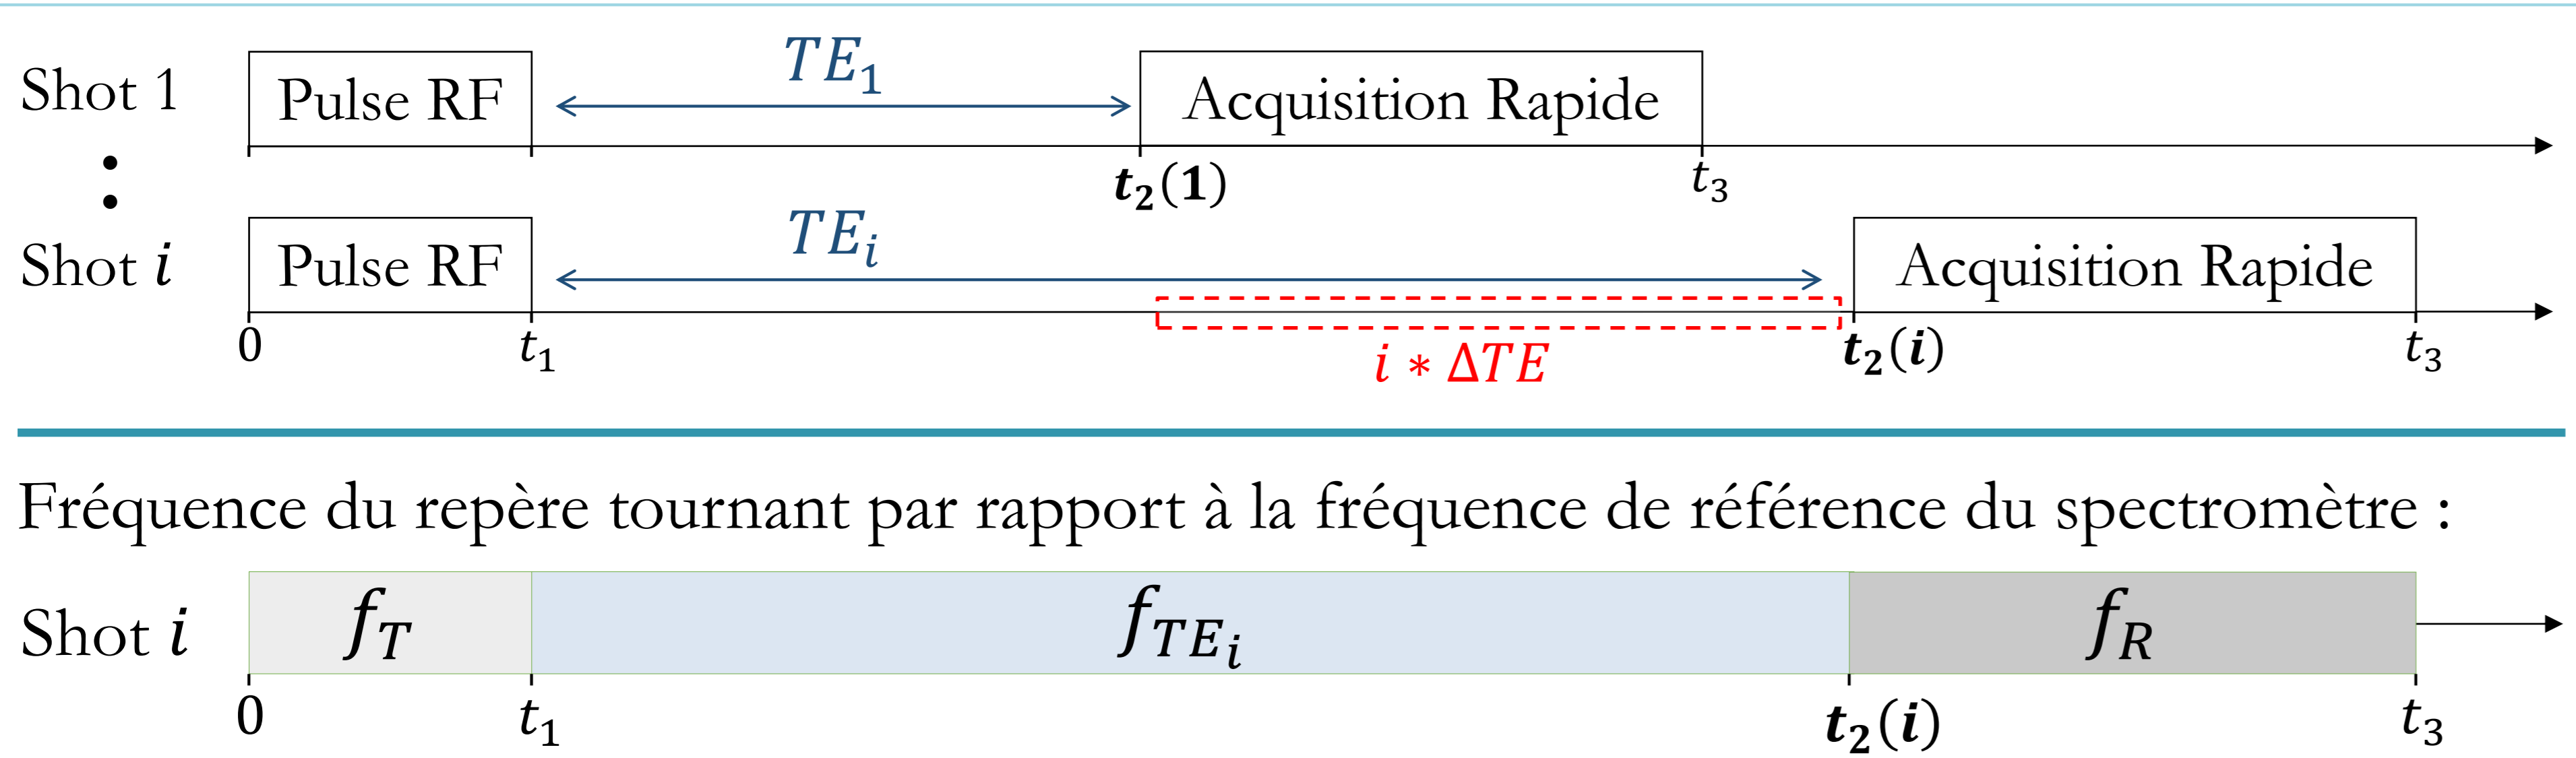 Shot 1 Pulse RF TE₁ Acquisition Rapide
t₂(1) t₃
Shot i Pulse RF TEᵢ Acquisition Rapide
0 t₁ i * ΔTE t₂(i) t₃
Fréquence du repère tournant par rapport à la fréquence de référence du spectromètre :
Shot i f_T f_{TEᵢ} f_R
0 t₁ t₂(i) t₃